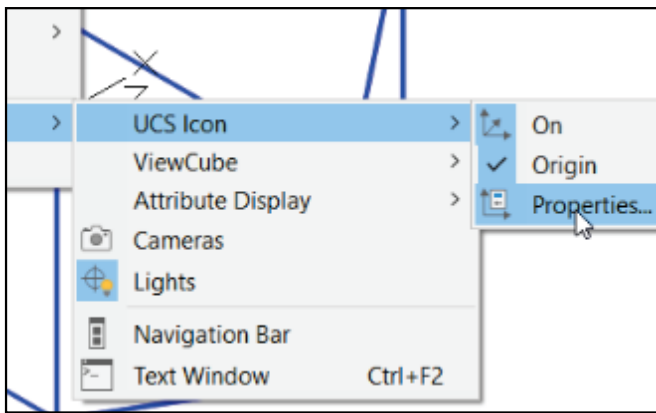 UCS Icon
On
ViewCube
Origin
Attribute Display
Properties...
Cameras
Lights
Navigation Bar
Text Window Ctrl+F2